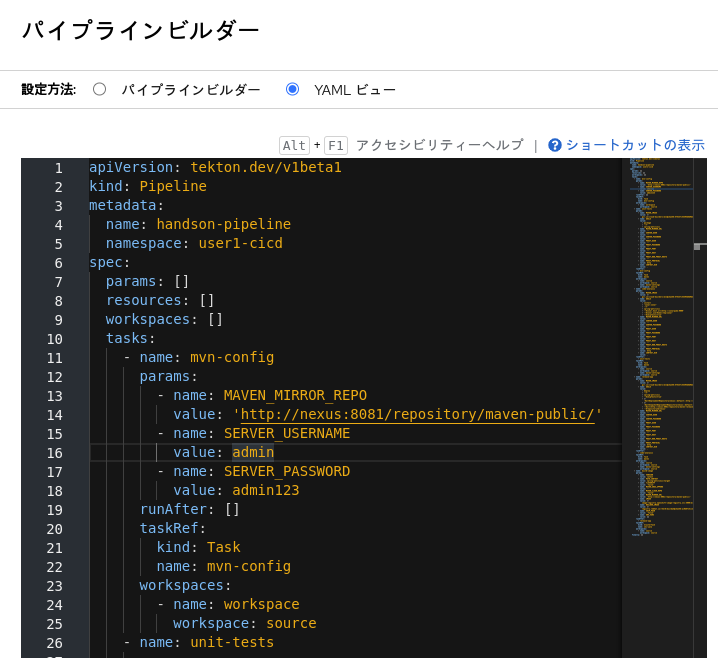 パイプラインビルダー
設定方法: パイプラインビルダー YAML ビュー
Alt + F1 アクセシビリティーヘルプ | ショートカットの表示
1 apiVersion: tekton.dev/v1beta1
2 kind: Pipeline
3 metadata:
4   name: handson-pipeline
5   namespace: user1-cicd
6 spec:
7   params: []
8   resources: []
9   workspaces: []
10   tasks:
11     - name: mvn-config
12       params:
13         - name: MAVEN_MIRROR_REPO
14           value: 'http://nexus:8081/repository/maven-public/'
15         - name: SERVER_USERNAME
16           value: admin
17         - name: SERVER_PASSWORD
18           value: admin123
19       runAfter: []
20       taskRef:
21         kind: Task
22         name: mvn-config
23       workspaces:
24         - name: workspace
25           workspace: source
26     - name: unit-tests